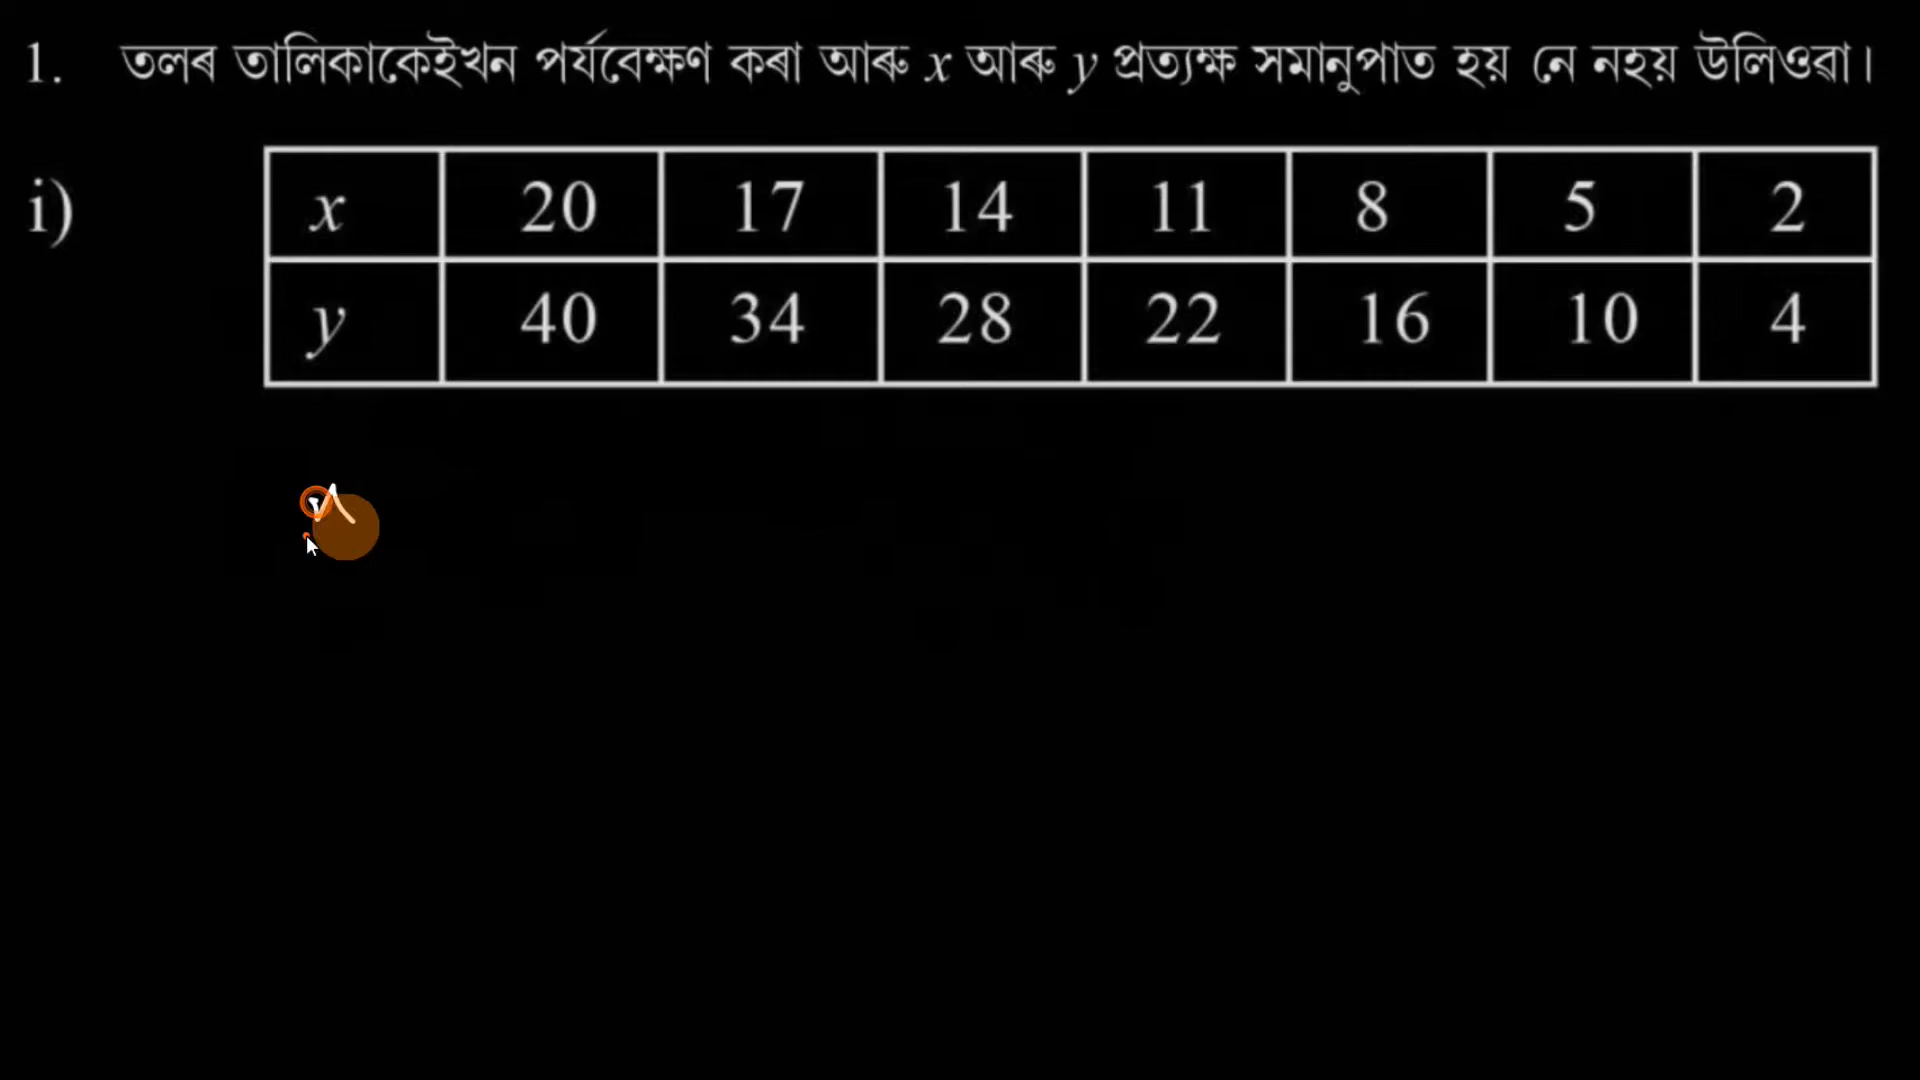 1. তলৰ তালিকাকেইখন পৰ্যবেক্ষণ কৰা আৰু x আৰু y প্ৰত্যক্ষ সমানুপাত হয় নে নহয় উলিওৱা।
i) x 20 17 14 11 8 5 2
y 40 34 28 22 16 10 4